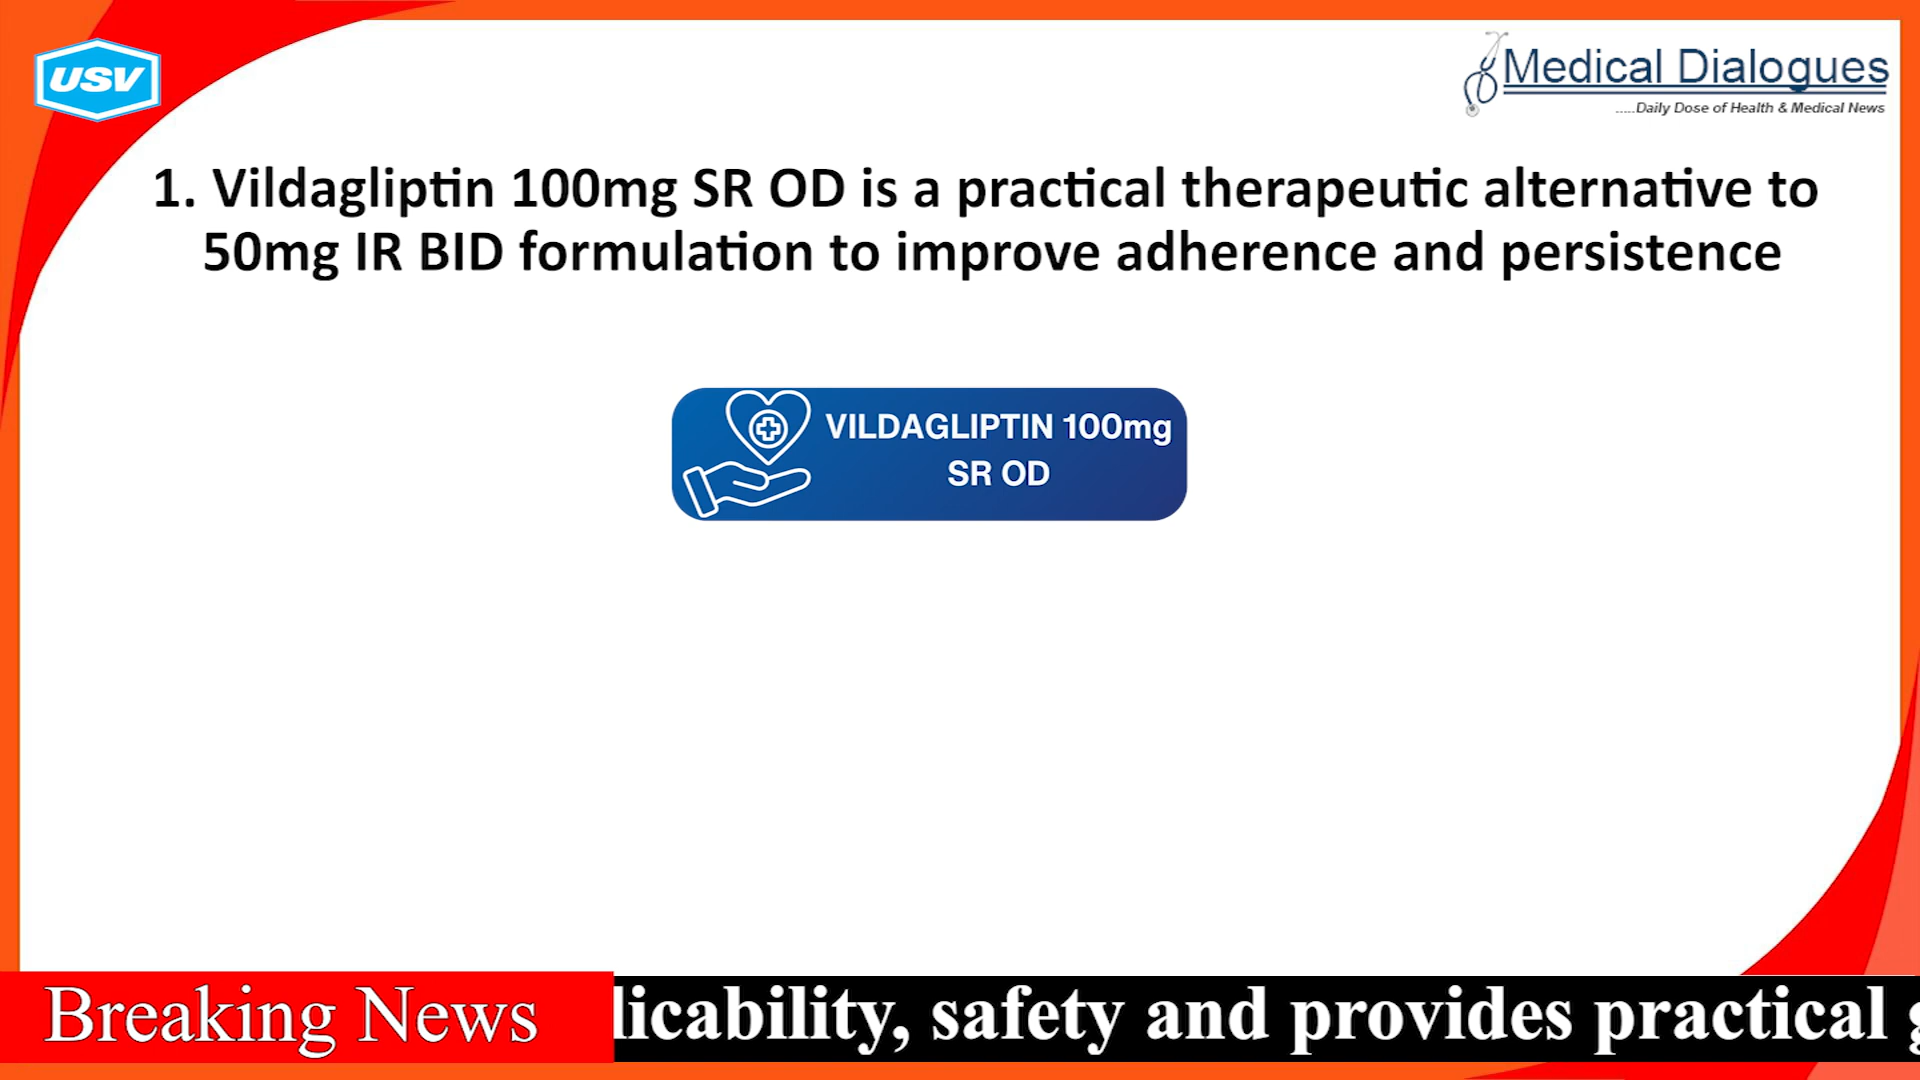 USV
Medical Dialogues
.....Daily Dose of Health & Medical News
1. Vildagliptin 100mg SR OD is a practical therapeutic alternative to
50mg IR BID formulation to improve adherence and persistence
VILDAGLIPTIN 100mg
SR OD
Breaking News
licability, safety and provides practical